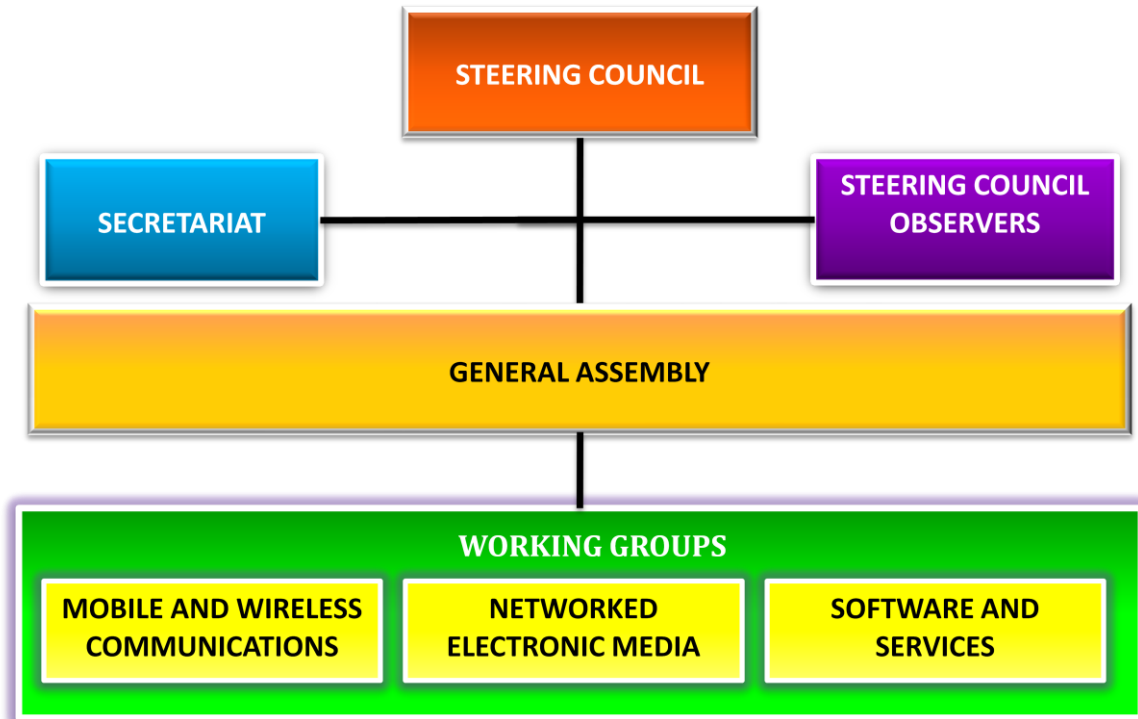 STEERING COUNCIL
SECRETARIAT
STEERING COUNCIL
OBSERVERS
GENERAL ASSEMBLY
WORKING GROUPS
MOBILE AND WIRELESS
COMMUNICATIONS
NETWORKED
ELECTRONIC MEDIA
SOFTWARE AND
SERVICES